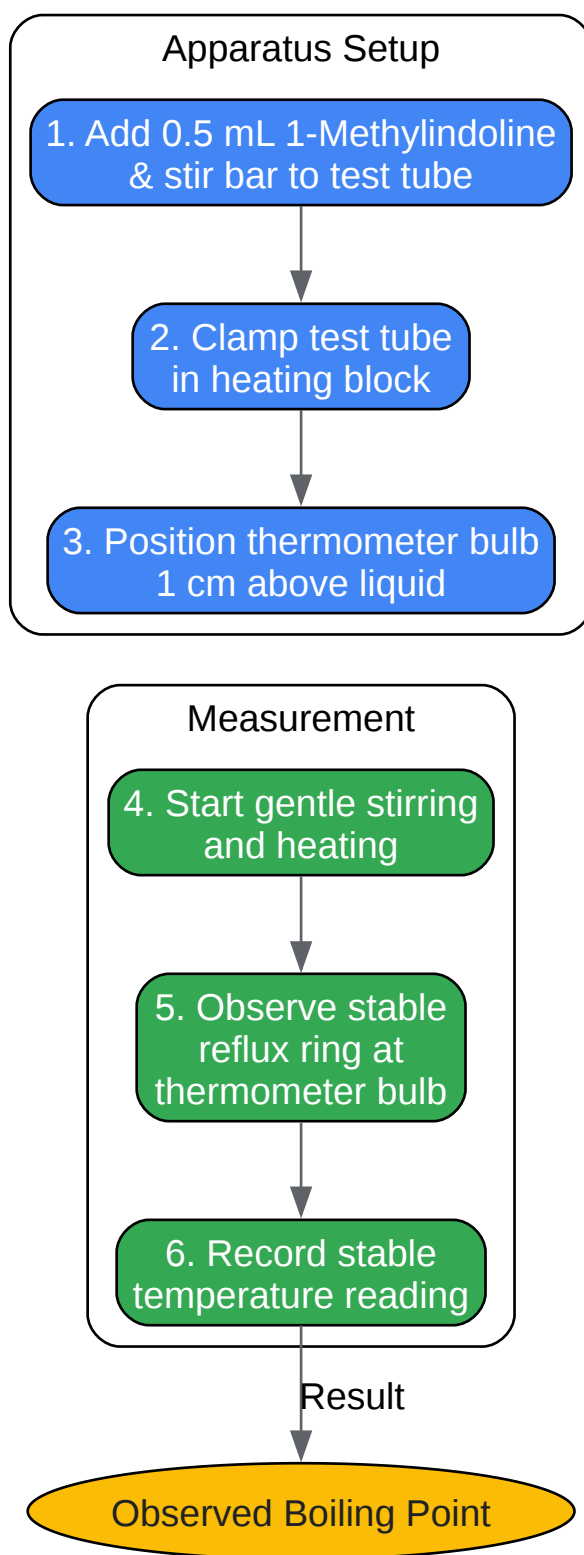 Apparatus Setup
1. Add 0.5 mL 1-Methylindoline
& stir bar to test tube
2. Clamp test tube
in heating block
3. Position thermometer bulb
1 cm above liquid
Measurement
4. Start gentle stirring
and heating
5. Observe stable
reflux ring at
thermometer bulb
6. Record stable
temperature reading
Result
Observed Boiling Point